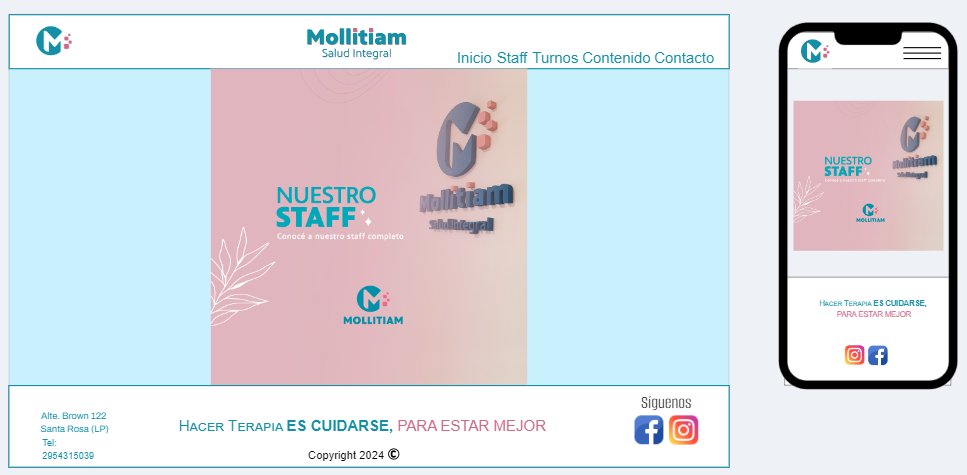 Mollitiam
Salud Integral
Inicio Staff Turnos Contenido Contacto
NUESTRO
STAFF
Conocé a nuestro staff completo
Mollitiam
Salud Integral
MOLLITIAM
Alte. Brown 122
Santa Rosa (LP)
Tel:
2954315039
HACER TERAPIA ES CUIDARSE, PARA ESTAR MEJOR
Copyright 2024 ©
Síguenos
NUESTRO
STAFF
Conocé a nuestro staff completo
Mollitiam
Salud Integral
MOLLITIAM
HACER TERAPIA ES CUIDARSE,
PARA ESTAR MEJOR